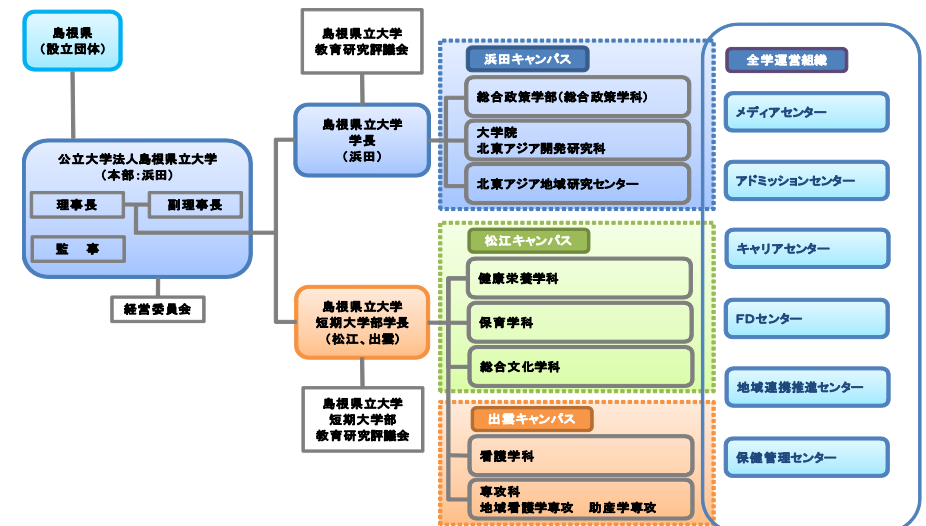 島根県
（設立団体）
公立大学法人島根県立大学
（本部：浜田）
理事長
副理事長
監　事
経営委員会
島根県立大学
教育研究評議会
島根県立大学
学長
（浜田）
島根県立大学
短期大学部学長
（松江、出雲）
島根県立大学
短期大学部
教育研究評議会
浜田キャンパス
総合政策学部（総合政策学科）
大学院
北東アジア開発研究科
北東アジア地域研究センター
松江キャンパス
健康栄養学科
保育学科
総合文化学科
出雲キャンパス
看護学科
専攻科
地域看護学専攻　助産学専攻
全学運営組織
メディアセンター
アドミッションセンター
キャリアセンター
ＦＤセンター
地域連携推進センター
保健管理センター